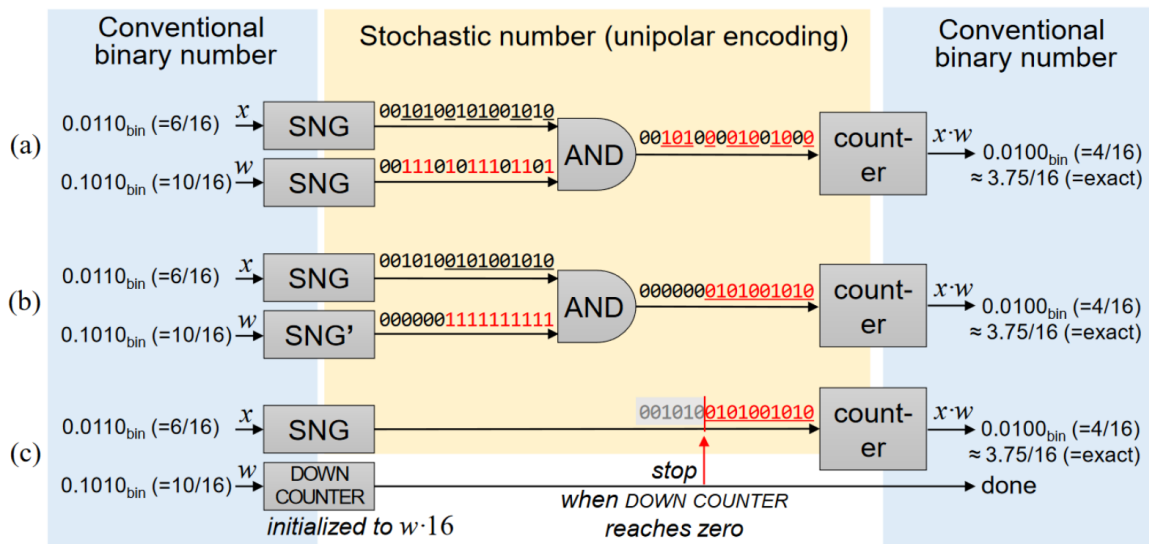 Conventional
binary number
Stochastic number (unipolar encoding)
Conventional
binary number
(a)
0.0110bin (=6/16)
x
SNG
0010100101001010
0.1010bin (=10/16)
w
SNG
0011101011101101
AND
0010100001001000
count-
er
x·w
0.0100bin (=4/16)
≈ 3.75/16 (=exact)
(b)
0.0110bin (=6/16)
x
SNG
0010100101001010
0.1010bin (=10/16)
w
SNG'
0000001111111111
AND
0000000101001010
count-
er
x·w
0.0100bin (=4/16)
≈ 3.75/16 (=exact)
(c)
0.0110bin (=6/16)
x
SNG
0010100101001010
count-
er
x·w
0.0100bin (=4/16)
≈ 3.75/16 (=exact)
0.1010bin (=10/16)
w
DOWN
COUNTER
stop
done
initialized to w·16
when DOWN COUNTER
reaches zero